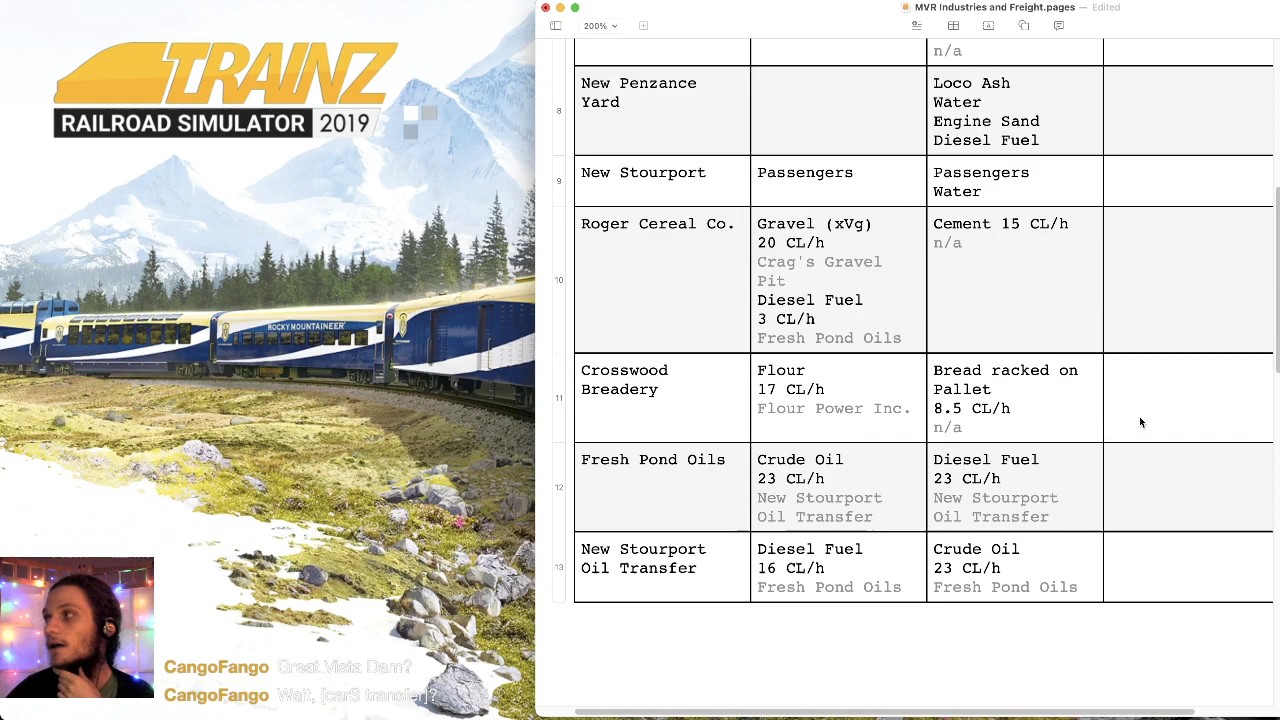 TRAINZ
RAILROAD SIMULATOR 2019
ROCKY MOUNTAINEER
CangoFango Great Vista Dam?
CangoFango Wait, [carS transfer]?
MVR Industries and Freight.pages — Edited
200%
n/a
8
New Penzance
Yard
Loco Ash
Water
Engine Sand
Diesel Fuel
9
New Stourport
Passengers
Passengers
Water
10
Roger Cereal Co.
Gravel (xVg)
20 CL/h
Crag's Gravel
Pit
Diesel Fuel
3 CL/h
Fresh Pond Oils
Cement 15 CL/h
n/a
11
Crosswood
Breadery
Flour
17 CL/h
Flour Power Inc.
Bread racked on
Pallet
8.5 CL/h
n/a
12
Fresh Pond Oils
Crude Oil
23 CL/h
New Stourport
Oil Transfer
Diesel Fuel
23 CL/h
New Stourport
Oil Transfer
13
New Stourport
Oil Transfer
Diesel Fuel
16 CL/h
Fresh Pond Oils
Crude Oil
23 CL/h
Fresh Pond Oils